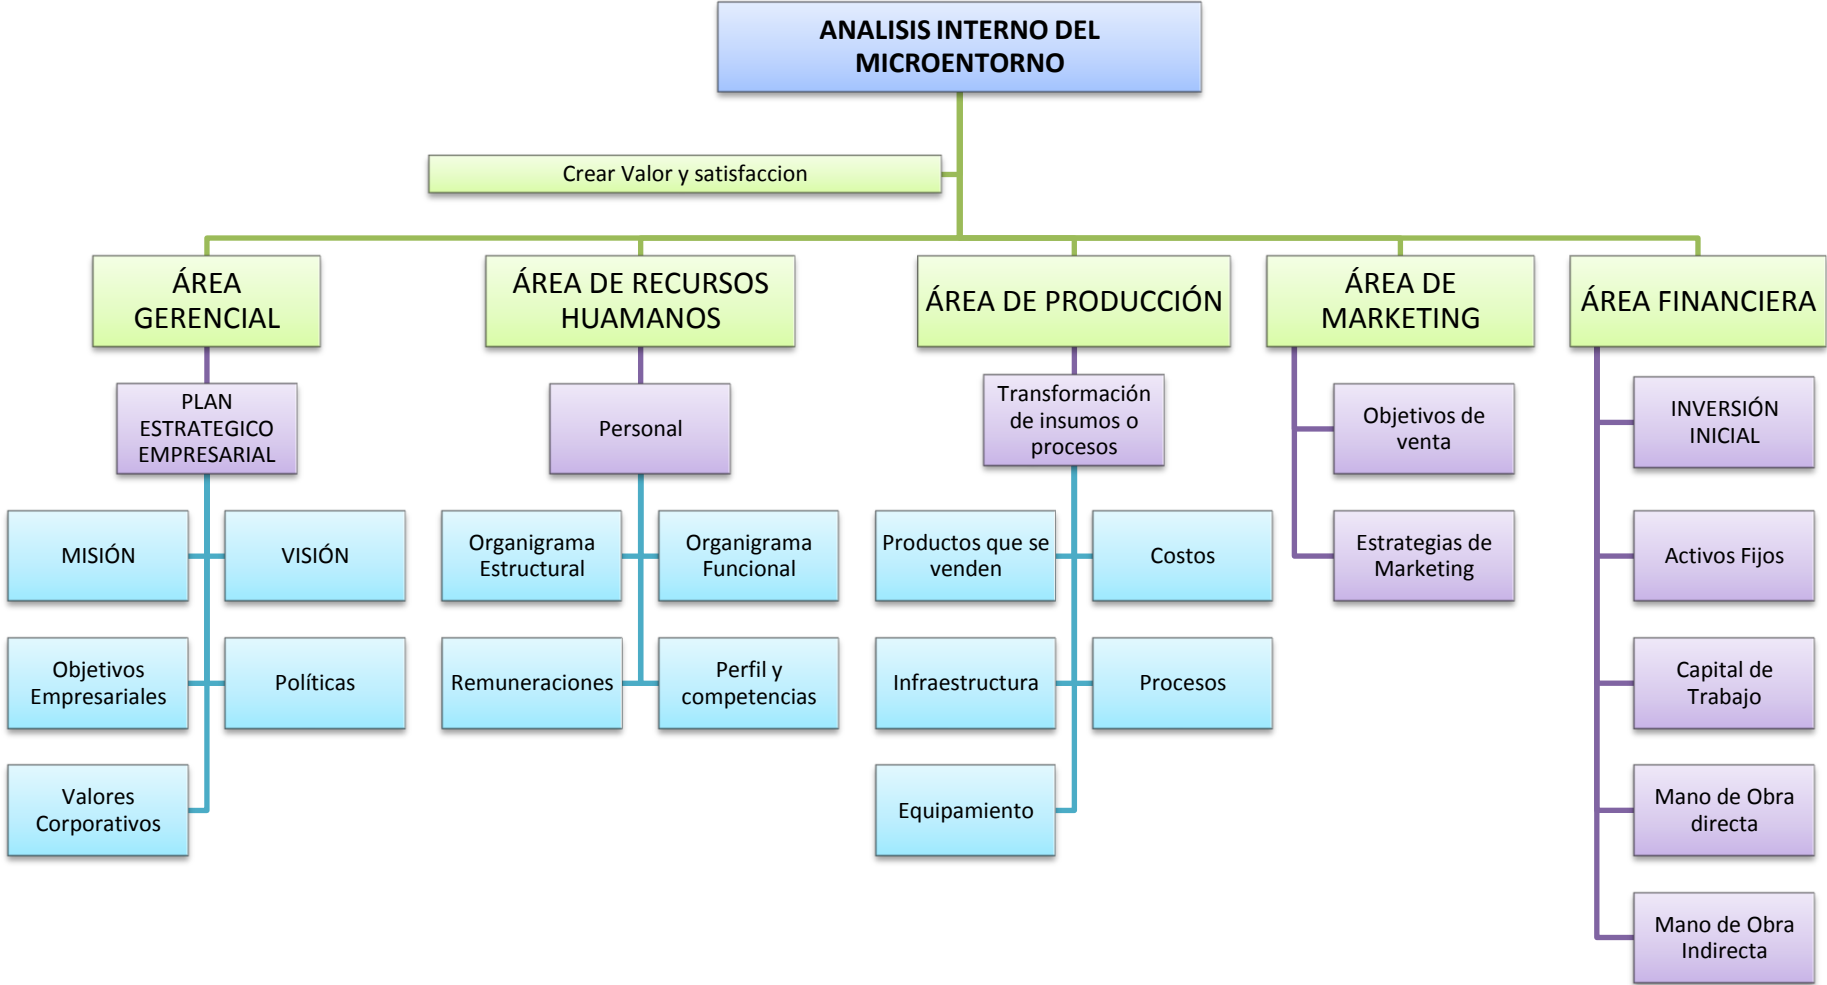 ANALISIS INTERNO DEL
MICROENTORNO
Crear Valor y satisfaccion
ÁREA
GERENCIAL
PLAN
ESTRATEGICO
EMPRESARIAL
MISIÓN
VISIÓN
Objetivos
Empresariales
Políticas
Valores
Corporativos
ÁREA DE RECURSOS
HUAMANOS
Personal
Organigrama
Estructural
Organigrama
Funcional
Remuneraciones
Perfil y
competencias
ÁREA DE PRODUCCIÓN
Transformación
de insumos o
procesos
Productos que se
venden
Costos
Infraestructura
Procesos
Equipamiento
ÁREA DE
MARKETING
Objetivos de
venta
Estrategias de
Marketing
ÁREA FINANCIERA
INVERSIÓN
INICIAL
Activos Fijos
Capital de
Trabajo
Mano de Obra
directa
Mano de Obra
Indirecta